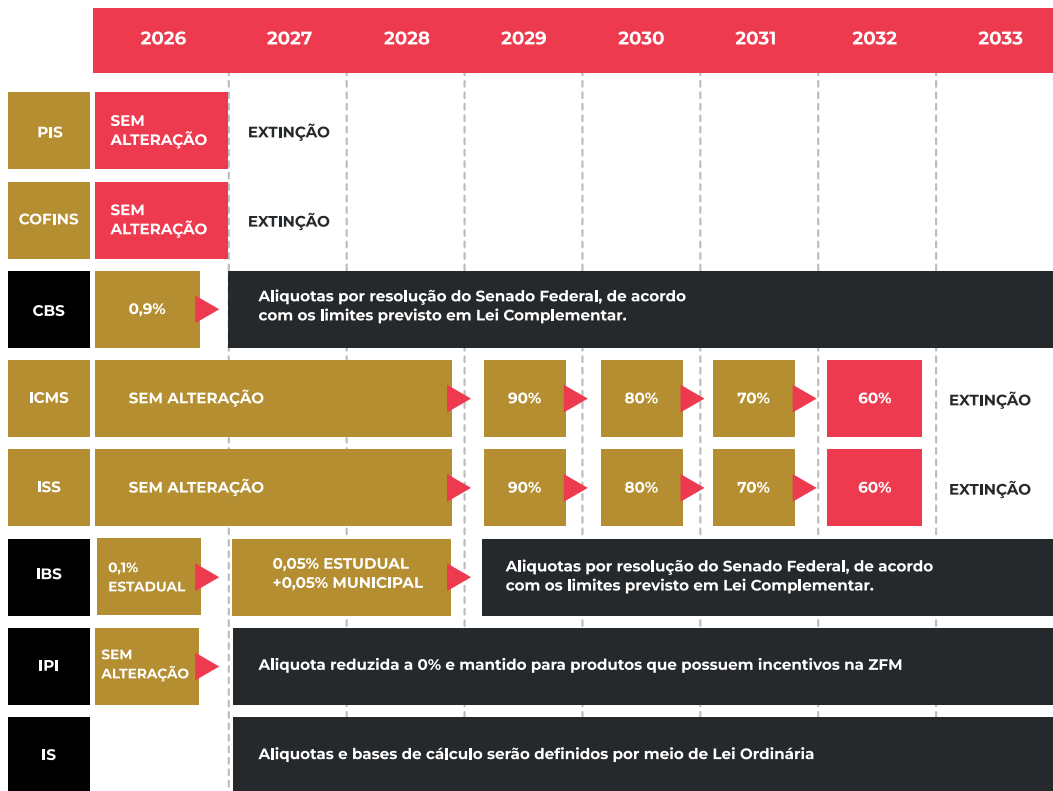 2026 2027 2028 2029 2030 2031 2032 2033
PIS
SEM
ALTERAÇÃO
EXTINÇÃO
COFINS
SEM
ALTERAÇÃO
EXTINÇÃO
CBS
0,9%
Aliquotas por resolução do Senado Federal, de acordo
com os limites previsto em Lei Complementar.
ICMS
SEM ALTERAÇÃO
90%
80%
70%
60%
EXTINÇÃO
ISS
SEM ALTERAÇÃO
90%
80%
70%
60%
EXTINÇÃO
IBS
0,1%
ESTADUAL
0,05% ESTUDUAL
+0,05% MUNICIPAL
Aliquotas por resolução do Senado Federal, de acordo
com os limites previsto em Lei Complementar.
IPI
SEM
ALTERAÇÃO
Aliquota reduzida a 0% e mantido para produtos que possuem incentivos na ZFM
IS
Aliquotas e bases de cálculo serão definidos por meio de Lei Ordinária